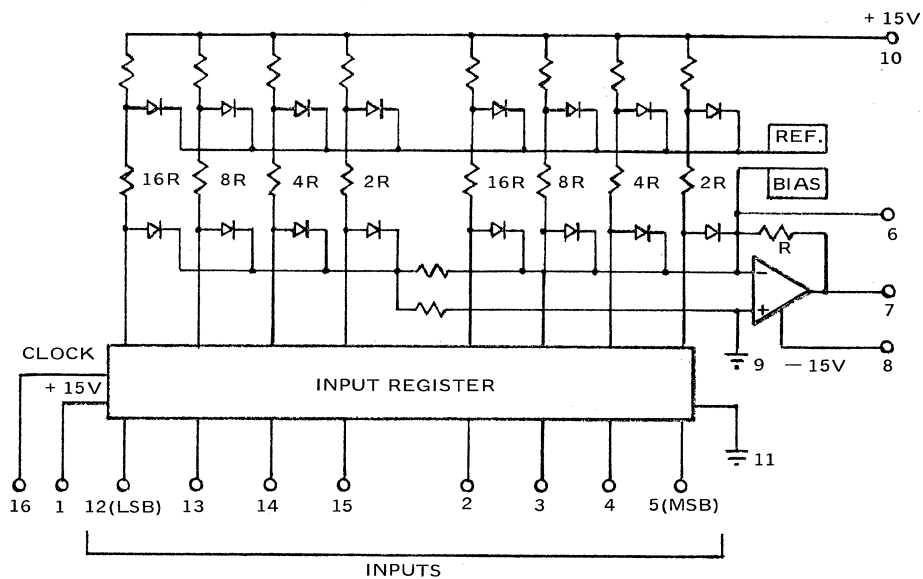 + 15V
10
REF.
16R 8R 4R 2R 16R 8R 4R 2R
BIAS
6
R
−
+
7
CLOCK
9 — 15V 8
+ 15V
INPUT REGISTER
11
16 1 12(LSB) 13 14 15 2 3 4 5(MSB)
INPUTS